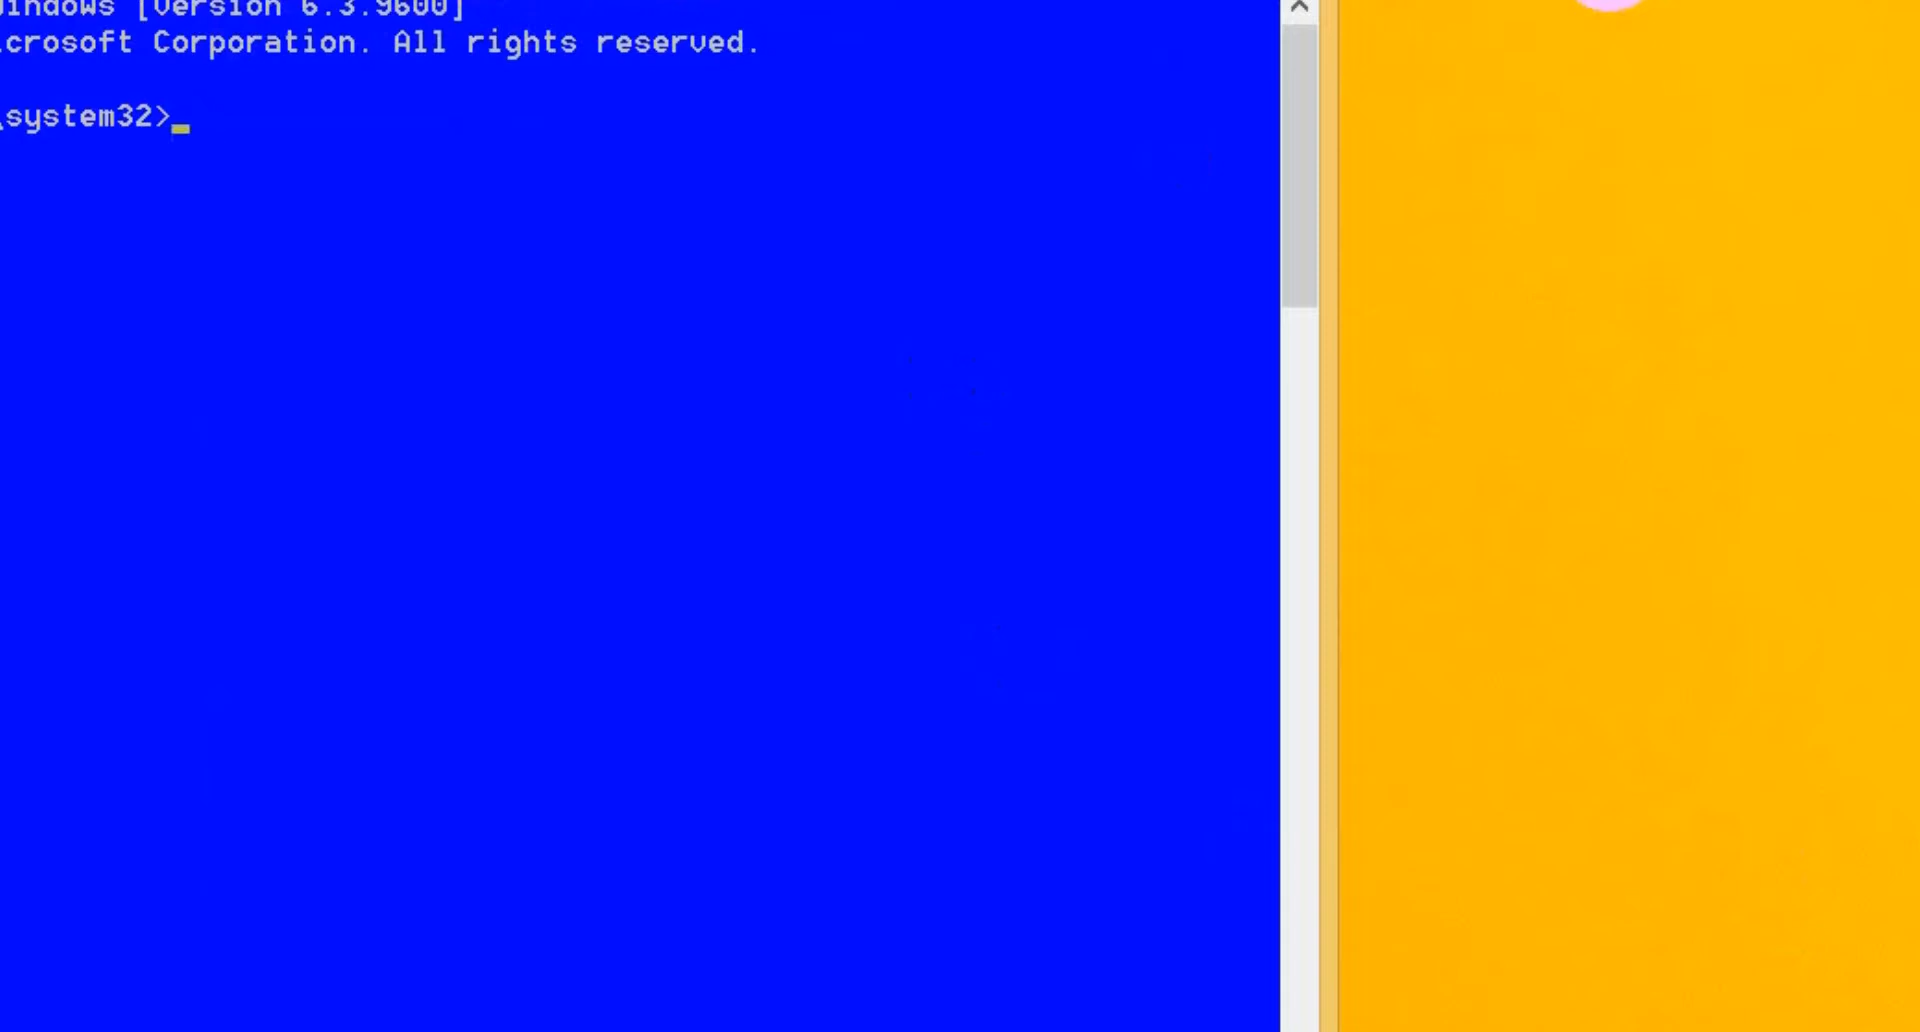 indows [Version 6.3.9600]
crosoft Corporation. All rights reserved.
\system32>